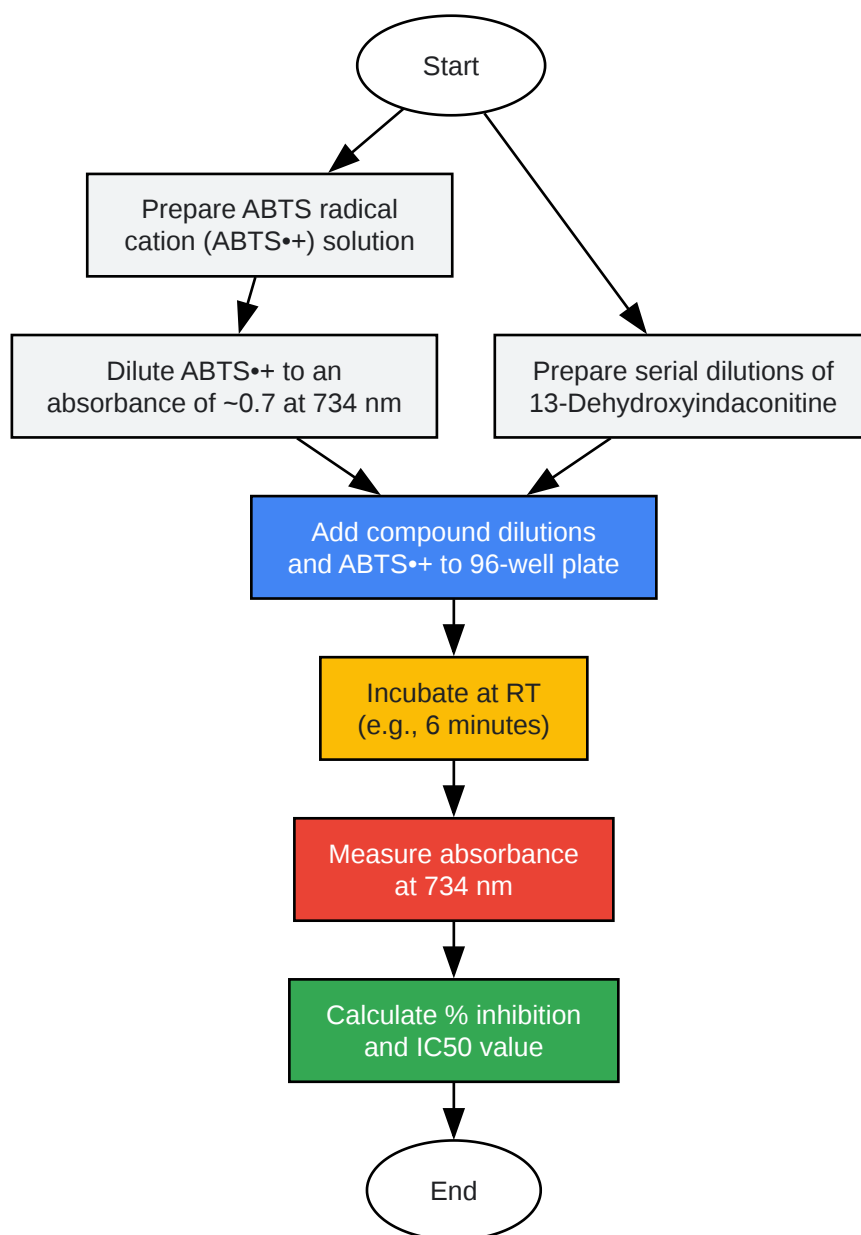 Start
Prepare ABTS radical
cation (ABTS•+) solution
Dilute ABTS•+ to an
absorbance of ~0.7 at 734 nm
Prepare serial dilutions of
13-Dehydroxyindaconitine
Add compound dilutions
and ABTS•+ to 96-well plate
Incubate at RT
(e.g., 6 minutes)
Measure absorbance
at 734 nm
Calculate % inhibition
and IC50 value
End